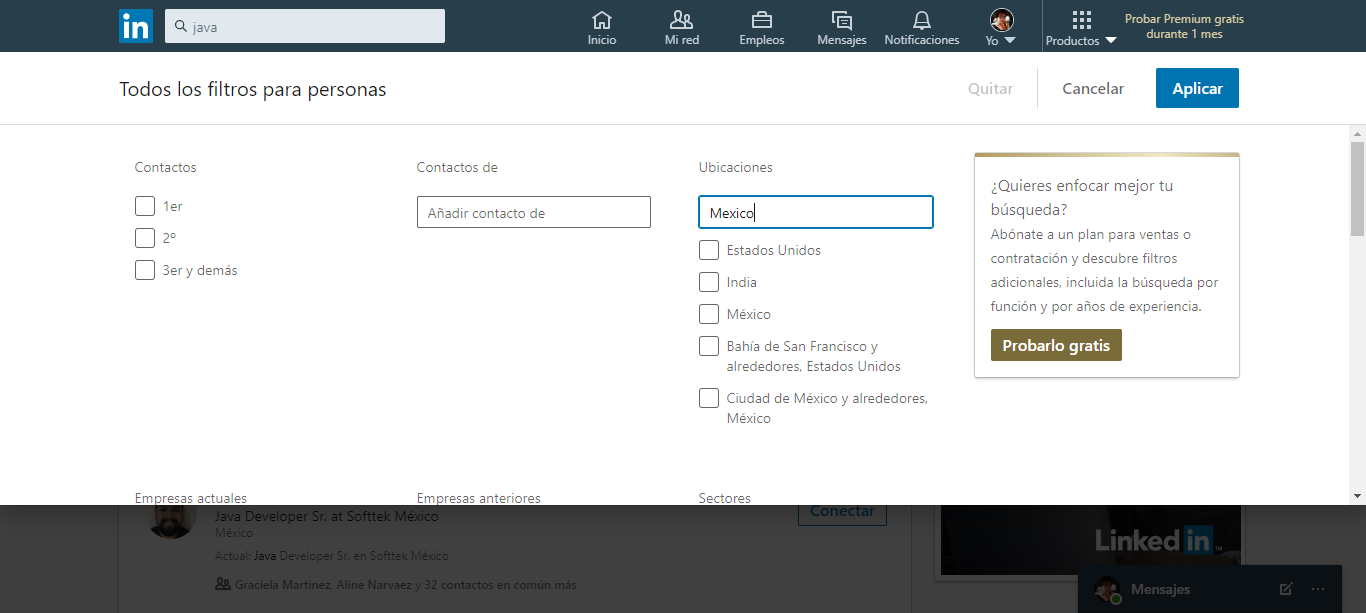 in
java
Inicio
Mi red
Empleos
Mensajes
Notificaciones
Yo
Productos
Probar Premium gratis
durante 1 mes
Todos los filtros para personas
Quitar
Cancelar
Aplicar
Contactos
1er
2º
3er y demás
Contactos de
Añadir contacto de
Ubicaciones
Mexico
Estados Unidos
India
México
Bahía de San Francisco y
alrededores, Estados Unidos
Ciudad de México y alrededores,
México
¿Quieres enfocar mejor tu
búsqueda?
Abónate a un plan para ventas o
contratación y descubre filtros
adicionales, incluida la búsqueda por
función y por años de experiencia.
Probarlo gratis
Empresas actuales
Empresas anteriores
Sectores
Java Developer Sr. at Softtek México
México
Actual: Java Developer Sr. en Softtek México
Graciela Martinez, Aline Narvaez y 32 contactos en común más
Conectar
Linked in ™
Mensajes